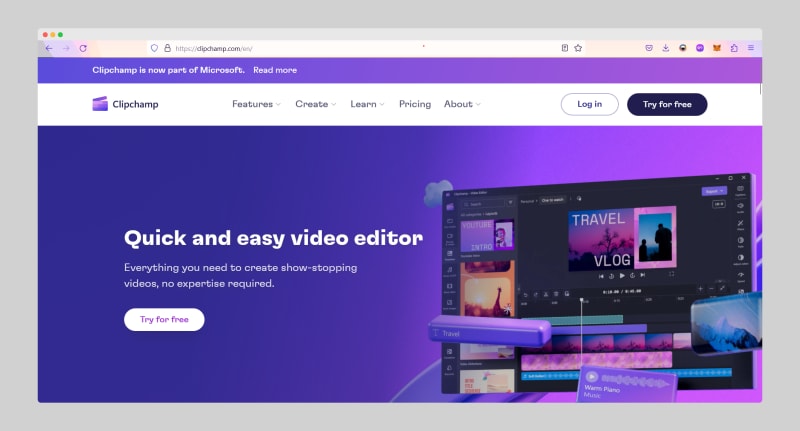 https://clipchamp.com/en/
Clipchamp is now part of Microsoft. Read more
Clipchamp
Features
Create
Learn
Pricing
About
Log in
Try for free
Quick and easy video editor
Everything you need to create show-stopping
videos, no expertise required.
Try for free
Search
YOUTUBE
INTRO
TRAVEL
VLOG
Travel
Warm Piano
Music